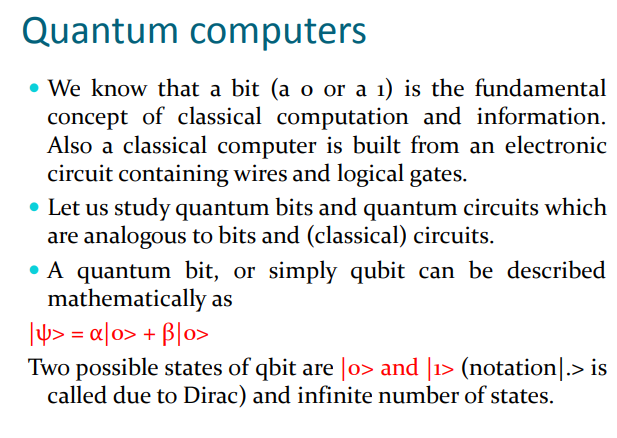 Quantum computers
• We know that a bit (a 0 or a 1) is the fundamental
concept of classical computation and information.
Also a classical computer is built from an electronic
circuit containing wires and logical gates.
• Let us study quantum bits and quantum circuits which
are analogous to bits and (classical) circuits.
• A quantum bit, or simply qubit can be described
mathematically as
|ψ> = α|0> + β|0>
Two possible states of qbit are |0> and |1> (notation|.> is
called due to Dirac) and infinite number of states.